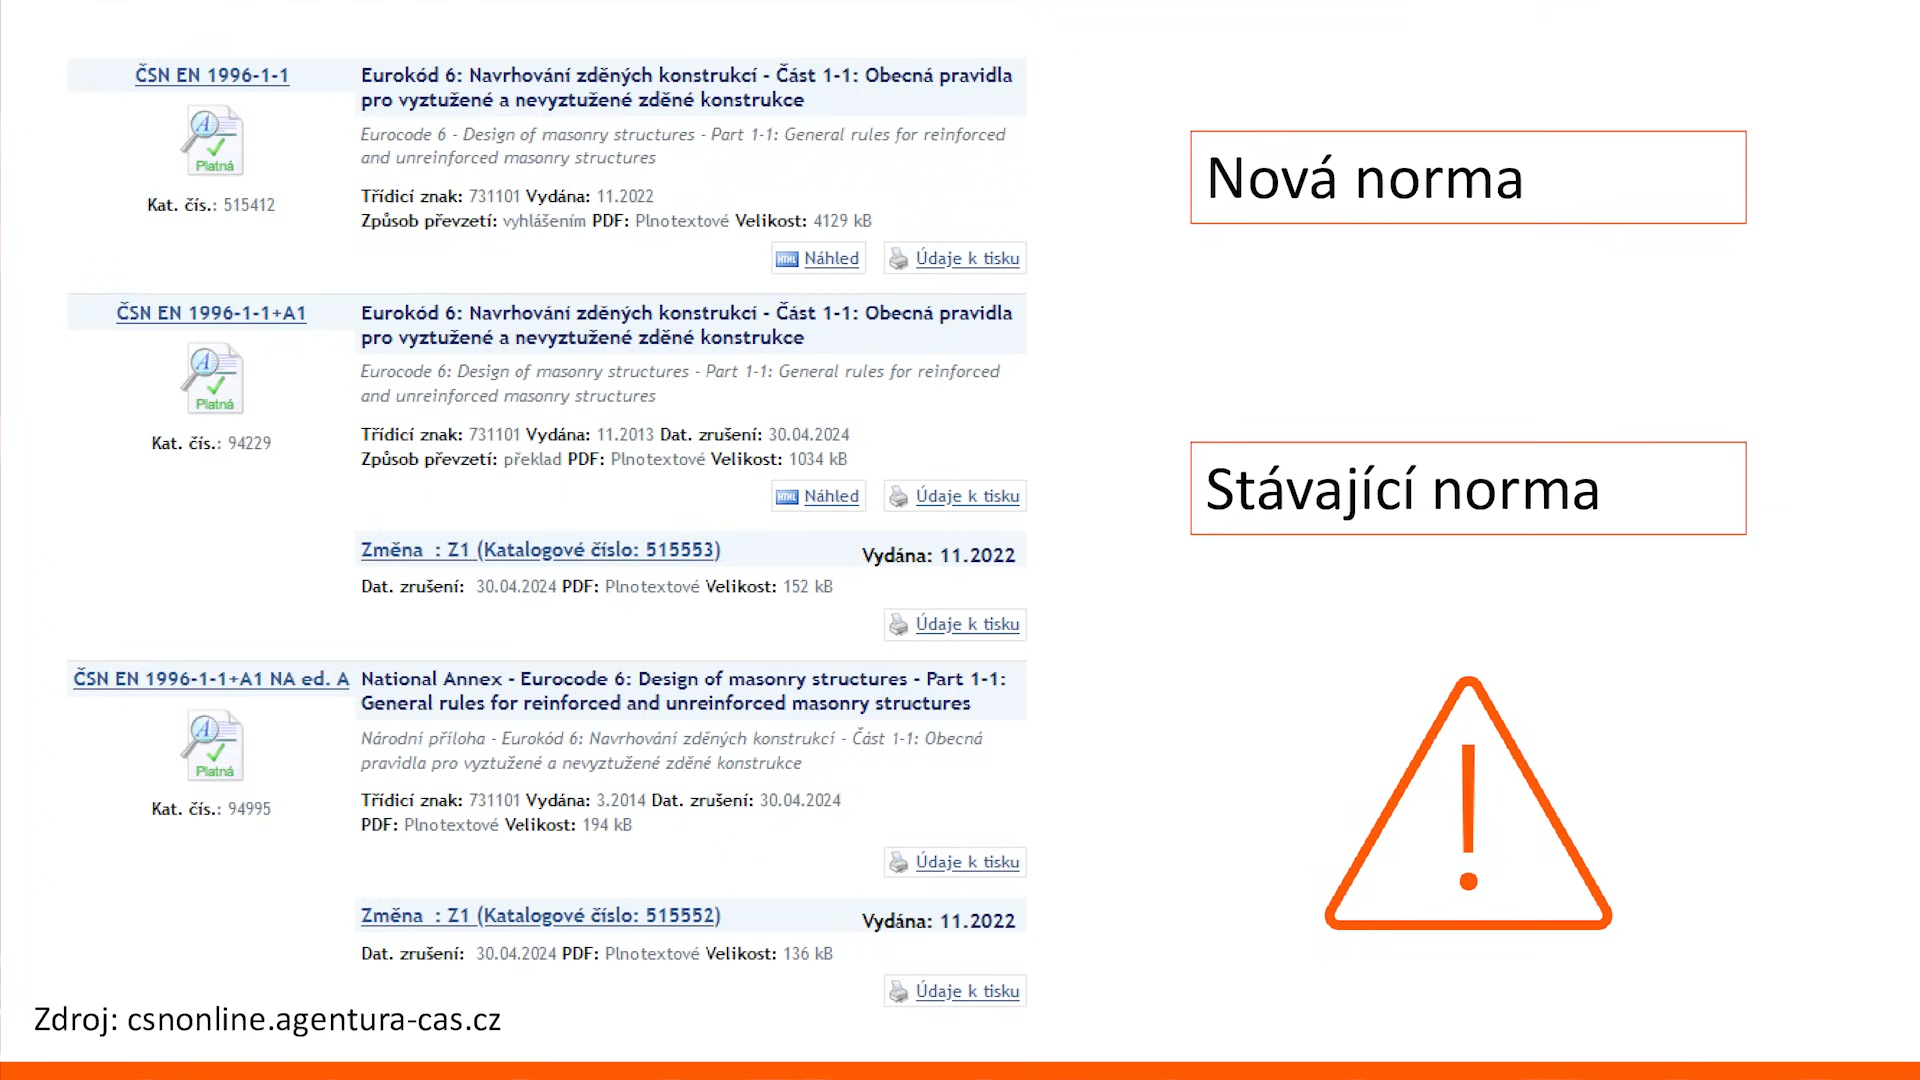 ČSN EN 1996-1-1
Platná
Kat. čís.: 515412
Eurokód 6: Navrhování zděných konstrukcí - Část 1-1: Obecná pravidla
pro vyztužené a nevyztužené zděné konstrukce
Eurocode 6 - Design of masonry structures - Part 1-1: General rules for reinforced
and unreinforced masonry structures
Třídicí znak: 731101 Vydána: 11.2022
Způsob převzetí: vyhlášením PDF: Plnotextové Velikost: 4129 kB
HTML Náhled Údaje k tisku
Nová norma
ČSN EN 1996-1-1+A1
Platná
Kat. čís.: 94229
Eurokód 6: Navrhování zděných konstrukcí - Část 1-1: Obecná pravidla
pro vyztužené a nevyztužené zděné konstrukce
Eurocode 6: Design of masonry structures - Part 1-1: General rules for reinforced
and unreinforced masonry structures
Třídicí znak: 731101 Vydána: 11.2013 Dat. zrušení: 30.04.2024
Způsob převzetí: překlad PDF: Plnotextové Velikost: 1034 kB
HTML Náhled Údaje k tisku
Stávající norma
Změna : Z1 (Katalogové číslo: 515553) Vydána: 11.2022
Dat. zrušení: 30.04.2024 PDF: Plnotextové Velikost: 152 kB
Údaje k tisku
ČSN EN 1996-1-1+A1 NA ed. A
Platná
Kat. čís.: 94995
National Annex - Eurocode 6: Design of masonry structures - Part 1-1:
General rules for reinforced and unreinforced masonry structures
Národní příloha - Eurokód 6: Navrhování zděných konstrukcí - Část 1-1: Obecná
pravidla pro vyztužené a nevyztužené zděné konstrukce
Třídicí znak: 731101 Vydána: 3.2014 Dat. zrušení: 30.04.2024
PDF: Plnotextové Velikost: 194 kB
Údaje k tisku
Změna : Z1 (Katalogové číslo: 515552) Vydána: 11.2022
Dat. zrušení: 30.04.2024 PDF: Plnotextové Velikost: 136 kB
Údaje k tisku
!
Zdroj: csnonline.agentura-cas.cz